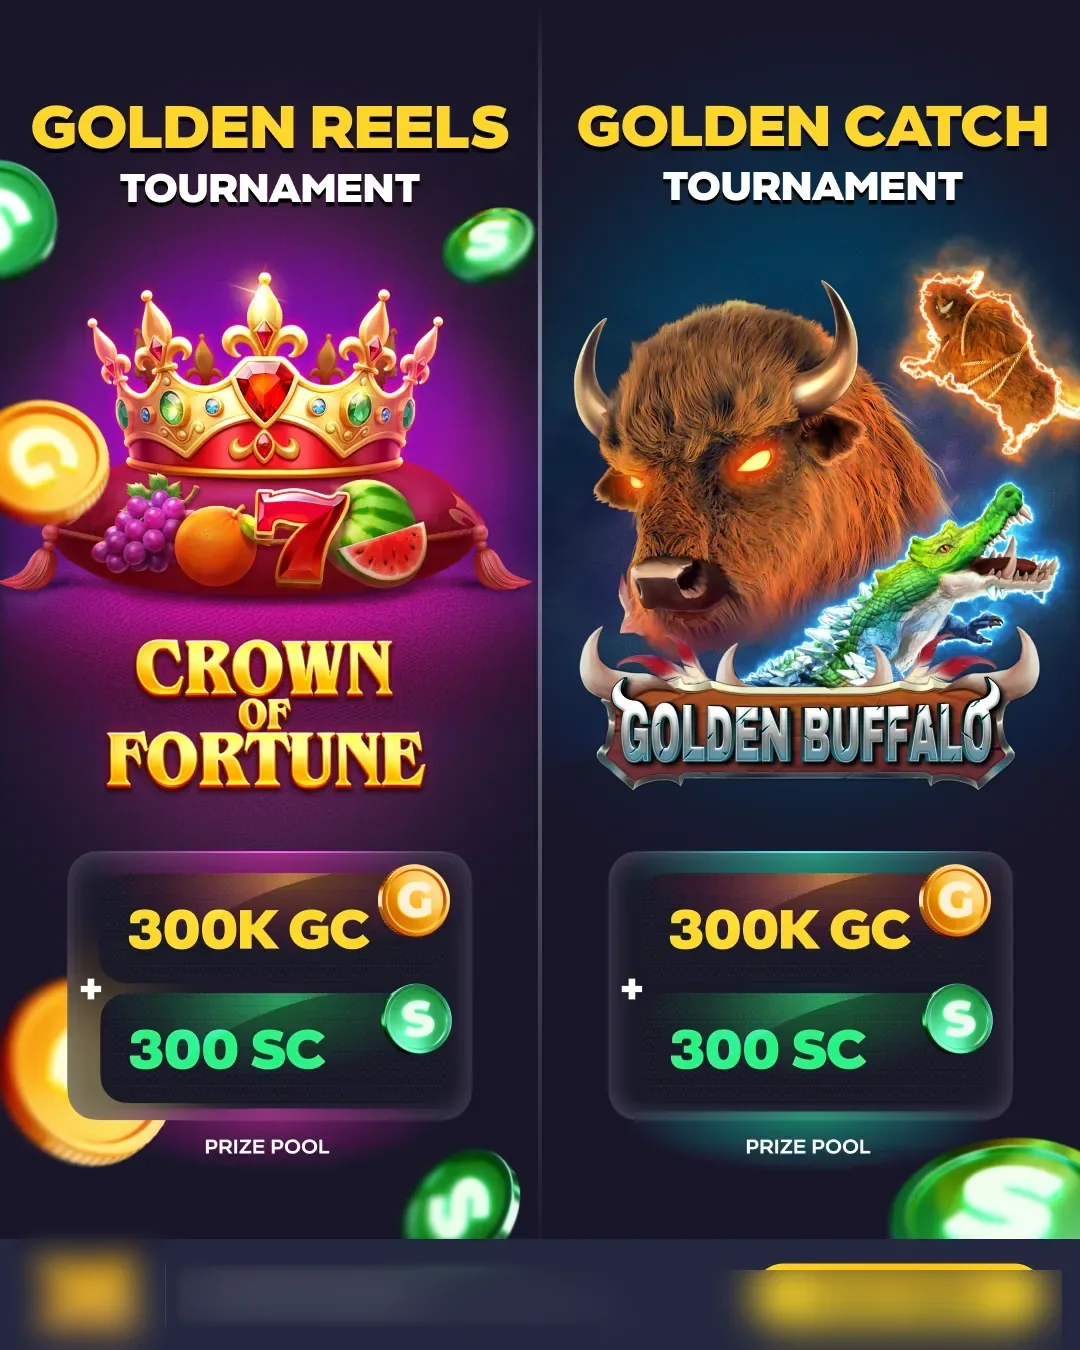 GOLDEN REELS
TOURNAMENT
7
CROWN
OF
FORTUNE
300K GC
G
+
300 SC
S
PRIZE POOL
GOLDEN CATCH
TOURNAMENT
GOLDEN BUFFALO
300K GC
G
+
300 SC
S
PRIZE POOL
S
S
S